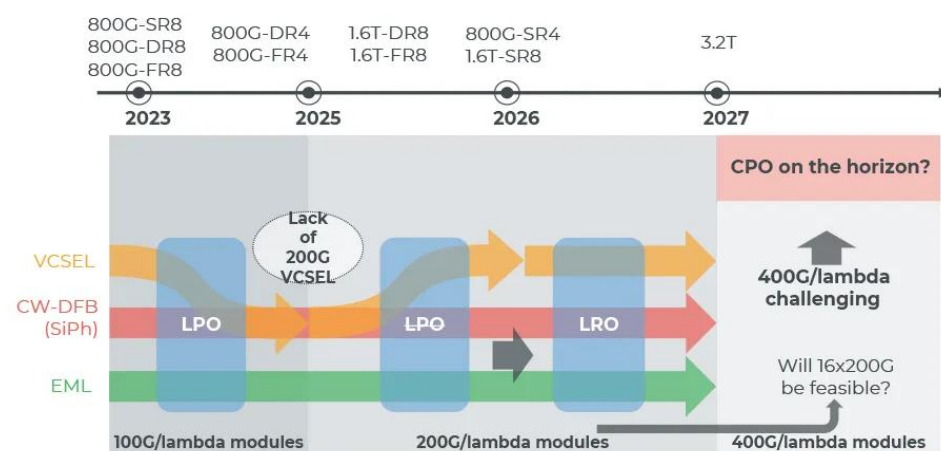 800G-SR8
800G-DR8
800G-FR8
800G-DR4
800G-FR4
1.6T-DR8
1.6T-FR8
800G-SR4
1.6T-SR8
3.2T
2023
2025
2026
2027
CPO on the horizon?
Lack
of
200G
VCSEL
VCSEL
CW-DFB
(SiPh)
EML
LPO
LPO
LRO
400G/lambda
challenging
Will 16x200G
be feasible?
100G/lambda modules
200G/lambda modules
400G/lambda modules